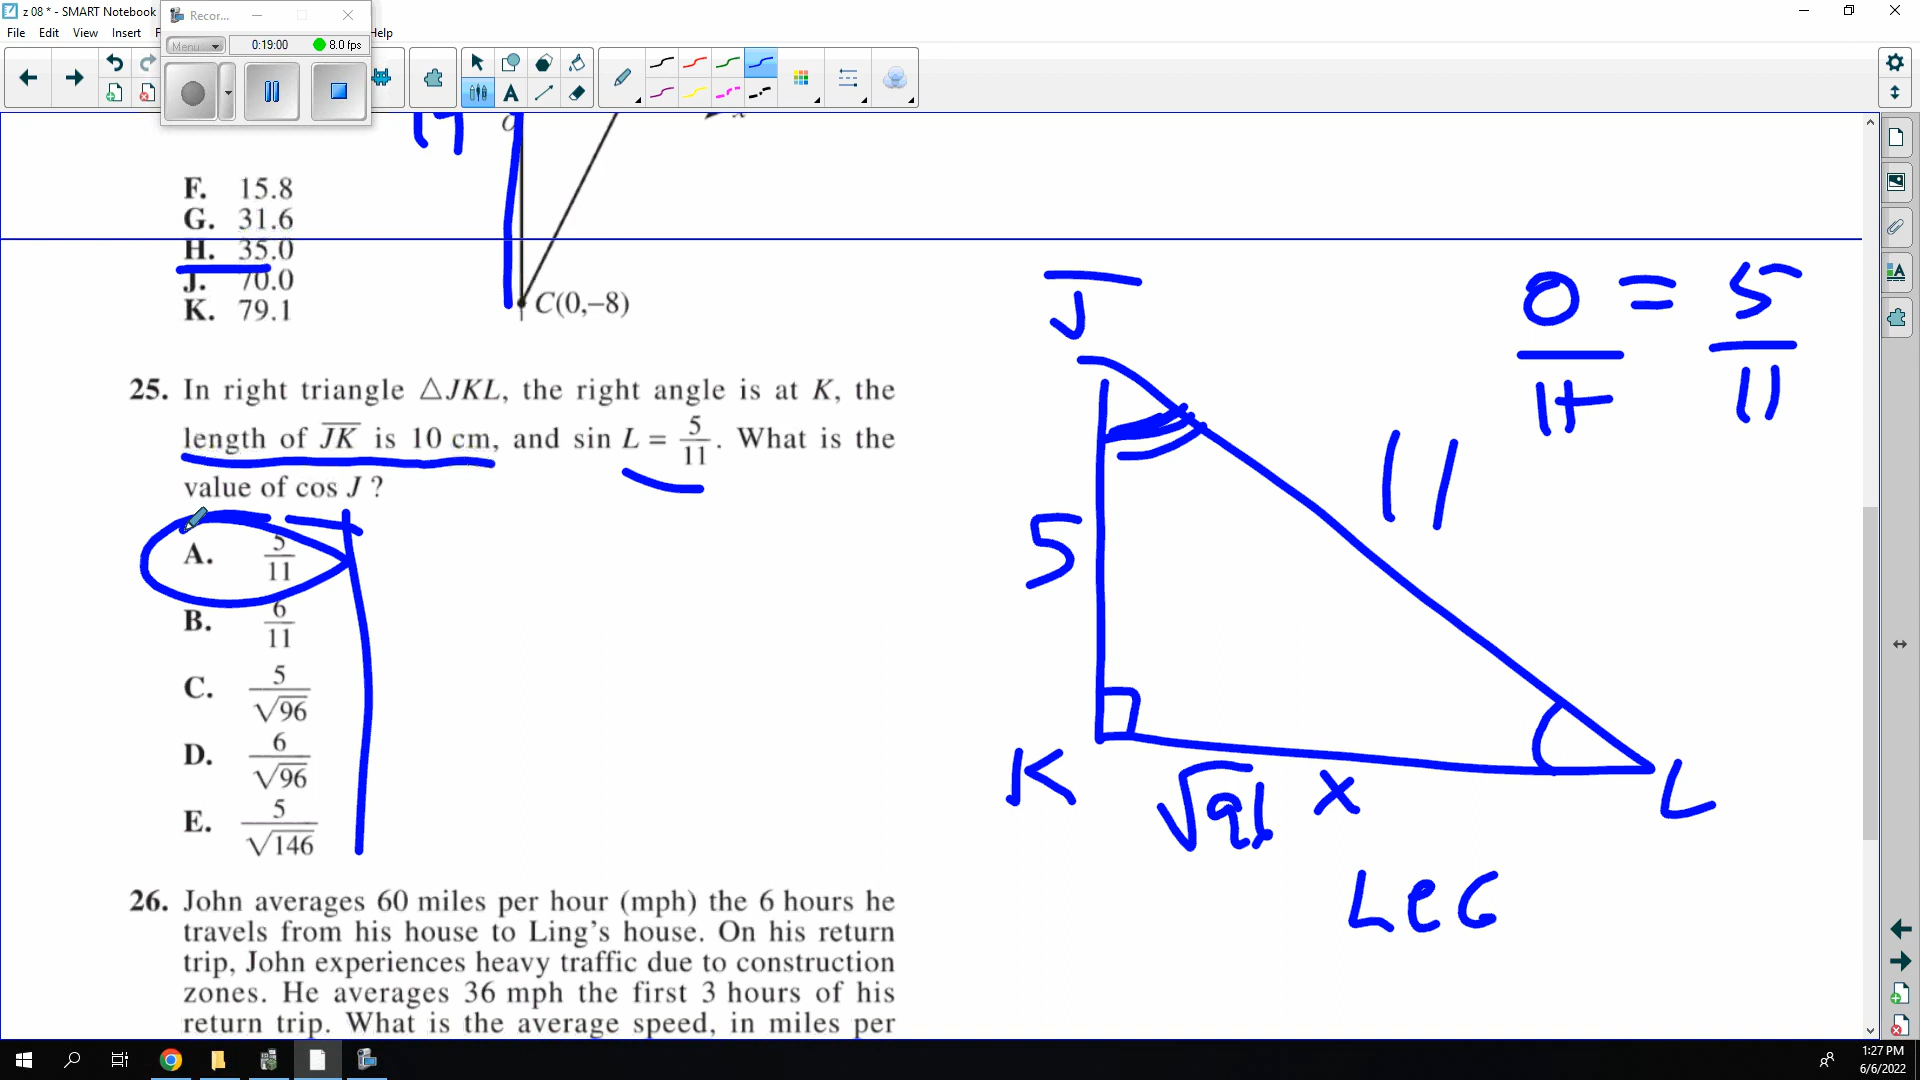 z 08 * - SMART Notebook
Recor...
File Edit View Insert F
Help
Menu 0:19:00 8.0 fps
F. 15.8
G. 31.6
H. 35.0
J. 70.0
K. 79.1
C(0,–8)
25. In right triangle △JKL, the right angle is at K, the
length of JK is 10 cm, and sin L = 5/11. What is the
value of cos J ?
A. 5/11
B. 6/11
C. 5/√96
D. 6/√96
E. 5/√146
26. John averages 60 miles per hour (mph) the 6 hours he
travels from his house to Ling's house. On his return
trip, John experiences heavy traffic due to construction
zones. He averages 36 mph the first 3 hours of his
return trip. What is the average speed, in miles per
J
O/H = 5/11
11
5
K
x
L
Leg
1:27 PM
6/6/2022